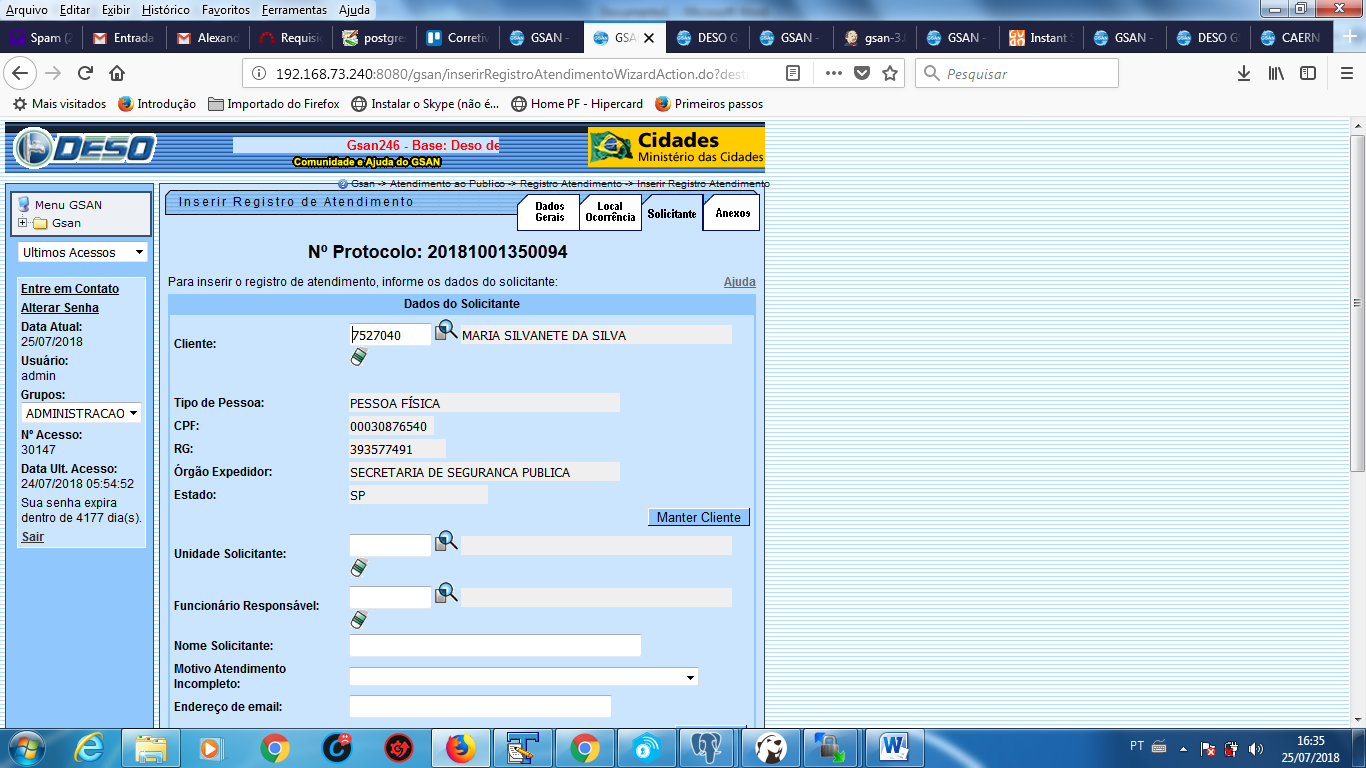 Arquivo Editar Exibir Histórico Favoritos Ferramentas Ajuda
Spam (2 Entrada Alexand Requisi postgre Corretiv GSAN - GSA DESO G GSAN - gsan-3. GSAN - Instant S GSAN - DESO GS CAERN
192.168.73.240:8080/gsan/inserirRegistroAtendimentoWizardAction.do?dest
Pesquisar
Mais visitados Introdução Importado do Firefox Instalar o Skype (não é... Home PF - Hipercard Primeiros passos
DESO
Gsan246 - Base: Deso de
Comunidade e Ajuda do GSAN
Cidades
Ministério das Cidades
Gsan -> Atendimento ao Publico -> Registro Atendimento -> Inserir Registro Atendimento
Menu GSAN
Gsan
Ultimos Acessos
Entre em Contato
Alterar Senha
Data Atual:
25/07/2018
Usuário:
admin
Grupos:
ADMINISTRACAO
Nº Acesso:
30147
Data Ult. Acesso:
24/07/2018 05:54:52
Sua senha expira
dentro de 4177 dia(s).
Sair
Inserir Registro de Atendimento
Dados Gerais
Local Ocorrência
Solicitante
Anexos
Nº Protocolo: 20181001350094
Para inserir o registro de atendimento, informe os dados do solicitante: Ajuda
Dados do Solicitante
Cliente: 7527040 MARIA SILVANETE DA SILVA
Tipo de Pessoa: PESSOA FÍSICA
CPF: 00030876540
RG: 393577491
Órgão Expedidor: SECRETARIA DE SEGURANCA PUBLICA
Estado: SP
Manter Cliente
Unidade Solicitante:
Funcionário Responsável:
Nome Solicitante:
Motivo Atendimento
Incompleto:
Endereço de email:
PT
16:35
25/07/2018